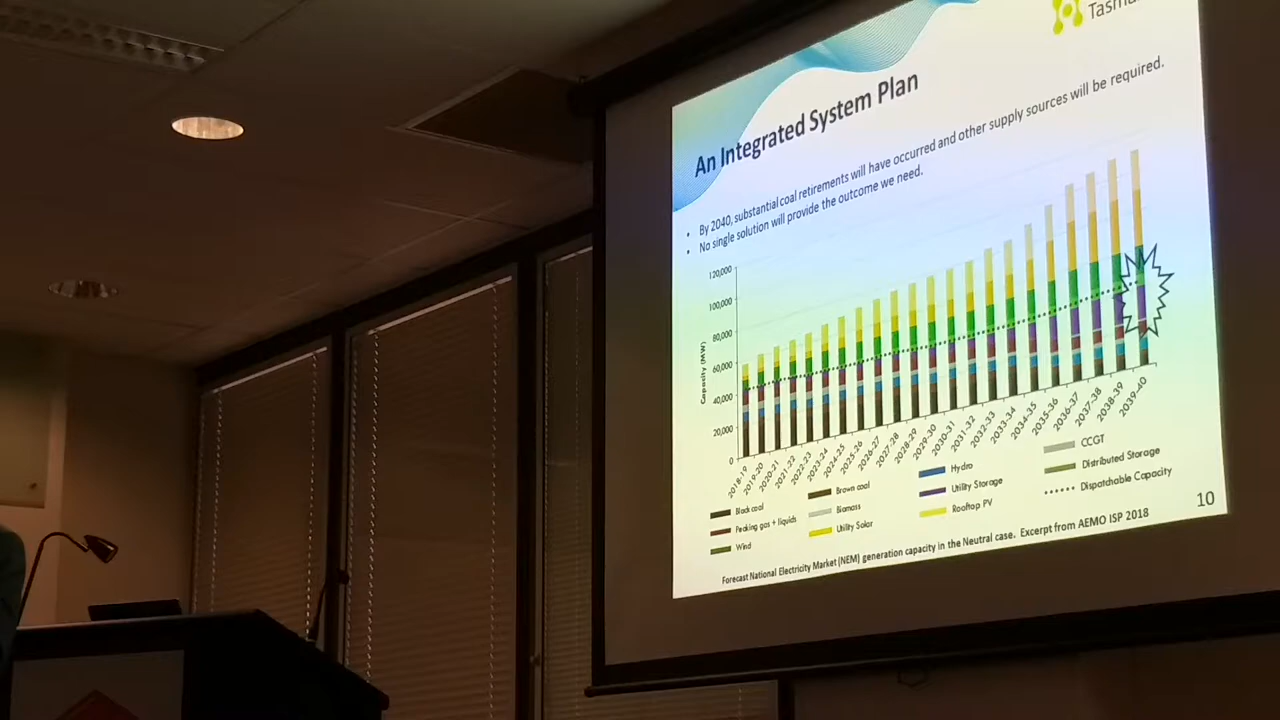 An Integrated System Plan
• By 2040, substantial coal retirements will have occurred and other supply sources will be required.
• No single solution will provide the outcome we need.
120,000
100,000
80,000
60,000
40,000
20,000
0
Capacity (MW)
2018-19
2019-20
2020-21
2021-22
2022-23
2023-24
2024-25
2025-26
2026-27
2027-28
2028-29
2029-30
2030-31
2031-32
2032-33
2033-34
2034-35
2035-36
2036-37
2037-38
2038-39
2039-40
Black coal
Brown coal
Hydro
CCGT
Peaking gas + liquids
Biomass
Utility Storage
Distributed Storage
Wind
Utility Solar
Rooftop PV
Dispatchable Capacity
Forecast National Electricity Market (NEM) generation capacity in the Neutral case. Excerpt from AEMO ISP 2018
10